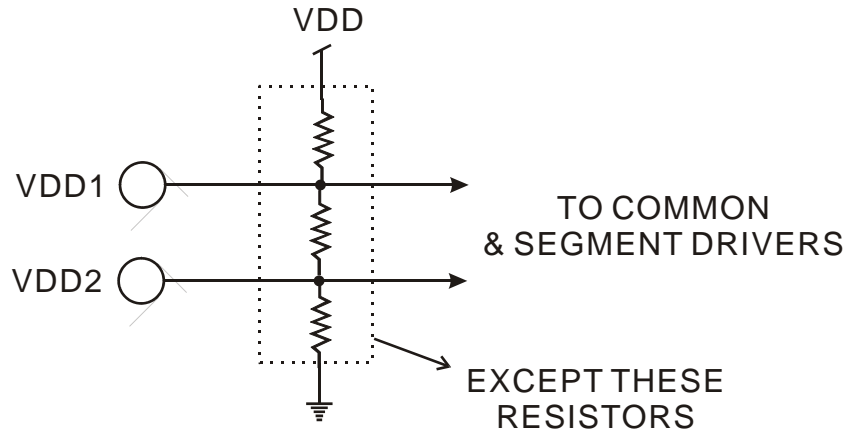 VDD
VDD1
TO COMMON
& SEGMENT DRIVERS
VDD2
EXCEPT THESE
RESISTORS